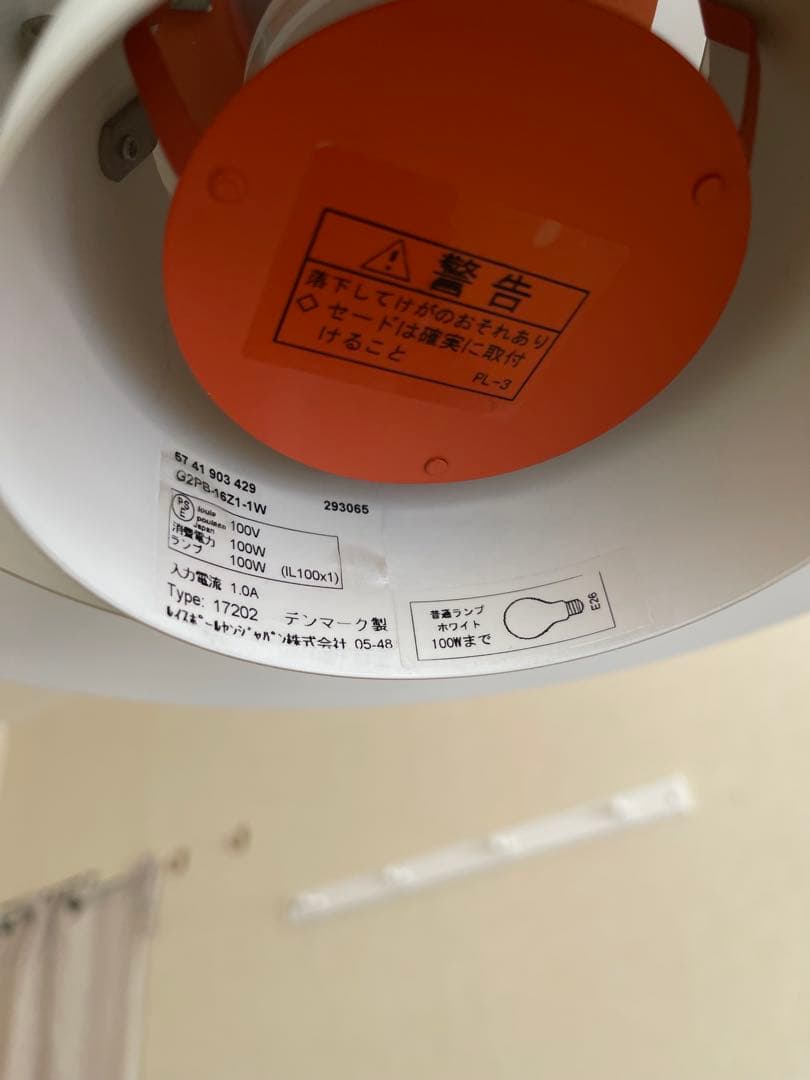 警告
落下してけがのおそれあり
◇ セードは確実に取付
けること
PL-3
57 41 903 429
G2PB-16Z1-1W 293065
PS
E
louis
poulsen
Japan
100V
消費電力 100W
ランプ 100W (IL100x1)
入力電流 1.0A
Type: 17202 デンマーク製
ルイスポールセンジャパン株式会社 05-48
普通ランプ
ホワイト
100Wまで
E26